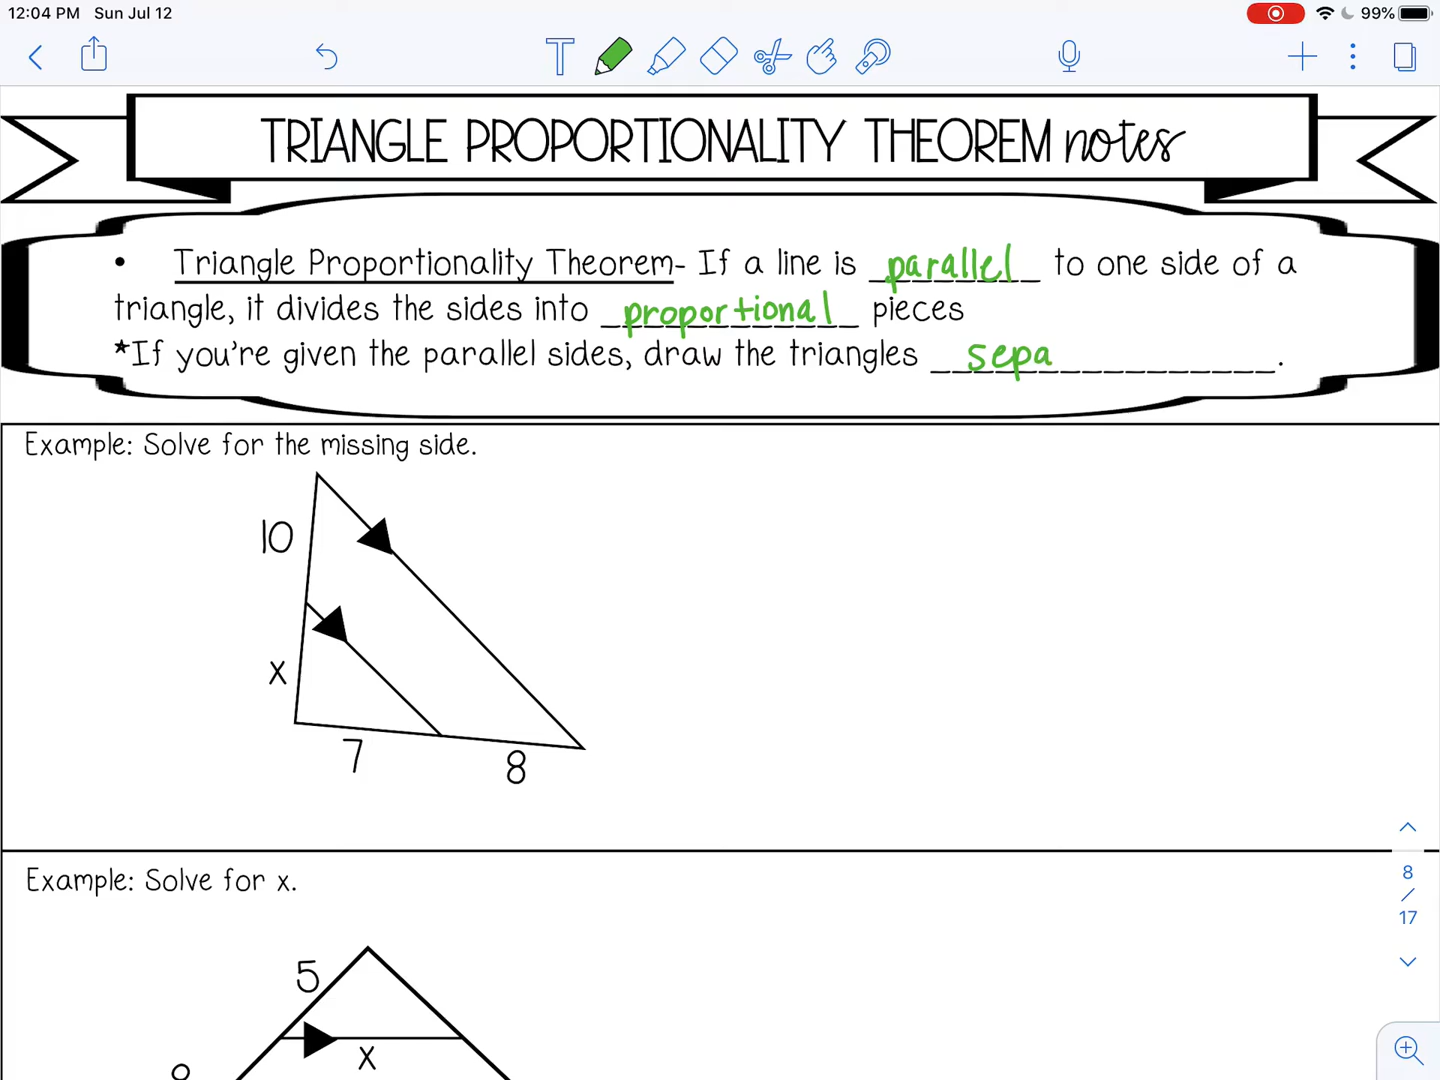 12:04 PM Sun Jul 12
99%
TRIANGLE PROPORTIONALITY THEOREM notes
• Triangle Proportionality Theorem- If a line is parallel to one side of a
triangle, it divides the sides into proportional pieces
*If you're given the parallel sides, draw the triangles sepa.
Example: Solve for the missing side.
10
x
7
8
Example: Solve for x.
5
x
8
/
17